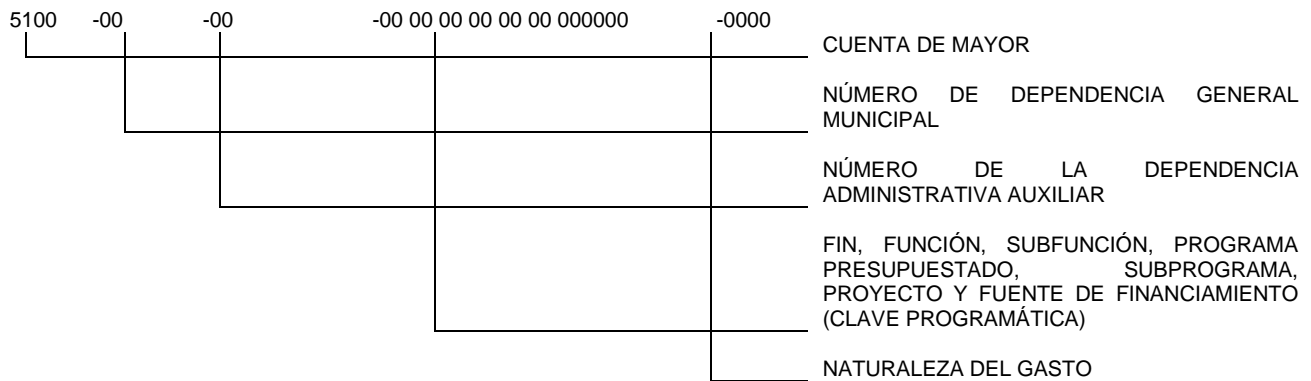 5100 -00 -00 -00 00 00 00 00 00 000000 -0000
CUENTA DE MAYOR
NÚMERO DE DEPENDENCIA GENERAL
MUNICIPAL
NÚMERO DE LA DEPENDENCIA
ADMINISTRATIVA AUXILIAR
FIN, FUNCIÓN, SUBFUNCIÓN, PROGRAMA
PRESUPUESTADO, SUBPROGRAMA,
PROYECTO Y FUENTE DE FINANCIAMIENTO
(CLAVE PROGRAMÁTICA)
NATURALEZA DEL GASTO